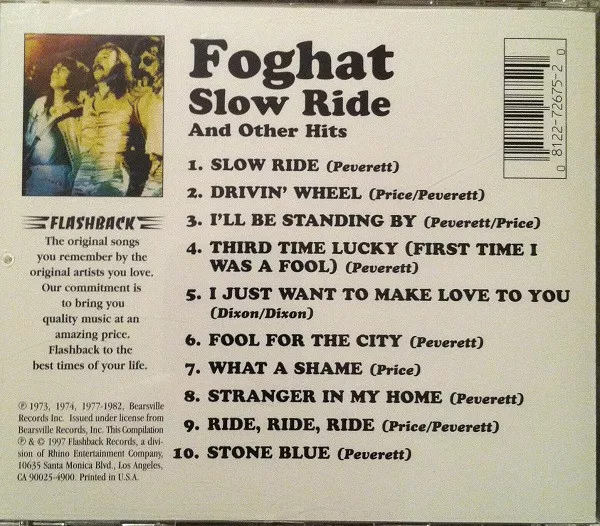 Foghat
Slow Ride
And Other Hits
0 8122-72675-2 0
1. SLOW RIDE (Peverett)
2. DRIVIN' WHEEL (Price/Peverett)
3. I'LL BE STANDING BY (Peverett/Price)
4. THIRD TIME LUCKY (FIRST TIME I
WAS A FOOL) (Peverett)
5. I JUST WANT TO MAKE LOVE TO YOU
(Dixon/Dixon)
6. FOOL FOR THE CITY (Peverett)
7. WHAT A SHAME (Price)
8. STRANGER IN MY HOME (Peverett)
9. RIDE, RIDE, RIDE (Price/Peverett)
10. STONE BLUE (Peverett)
FLASHBACK
The original songs
you remember by the
original artists you love.
Our commitment is
to bring you
quality music at an
amazing price.
Flashback to the
best times of your life.
℗ 1973, 1974, 1977-1982, Bearsville
Records Inc. Issued under license from
Bearsville Records, Inc. This Compilation
℗ & © 1997 Flashback Records, a divi-
sion of Rhino Entertainment Company,
10635 Santa Monica Blvd., Los Angeles,
CA 90025-4900. Printed in U.S.A.